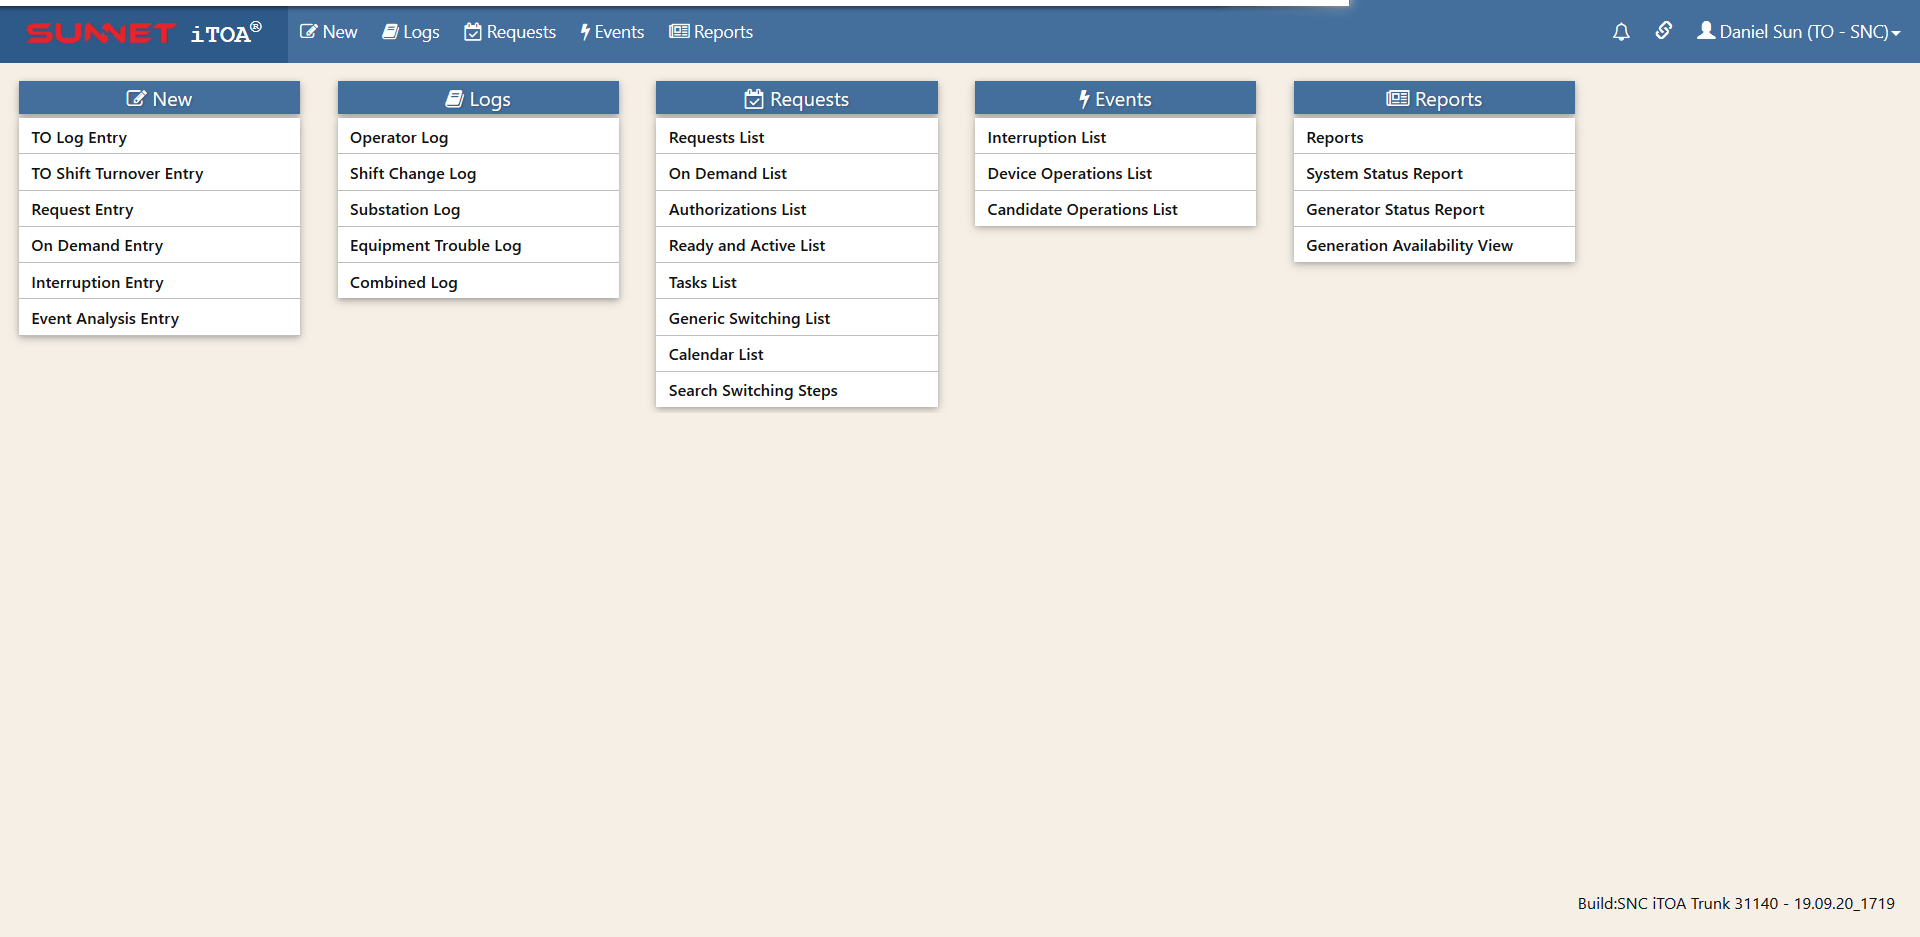 SUNNET iTOA®
New
Logs
Requests
Events
Reports
Daniel Sun (TO - SNC)
New
TO Log Entry
TO Shift Turnover Entry
Request Entry
On Demand Entry
Interruption Entry
Event Analysis Entry
Logs
Operator Log
Shift Change Log
Substation Log
Equipment Trouble Log
Combined Log
Requests
Requests List
On Demand List
Authorizations List
Ready and Active List
Tasks List
Generic Switching List
Calendar List
Search Switching Steps
Events
Interruption List
Device Operations List
Candidate Operations List
Reports
Reports
System Status Report
Generator Status Report
Generation Availability View
Build:SNC iTOA Trunk 31140 - 19.09.20_1719